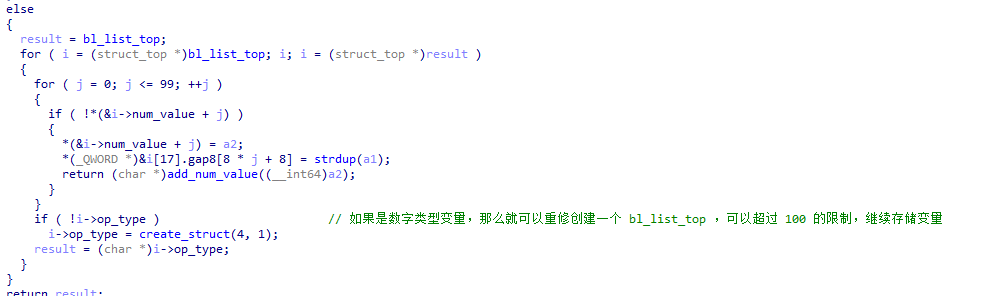 else
{
result = bl_list_top;
for ( i = (struct_top *)bl_list_top; i; i = (struct_top *)result )
{
for ( j = 0; j <= 99; ++j )
{
if ( !*(&i->num_value + j) )
{
*(&i->num_value + j) = a2;
*(_QWORD *)&i[17].gap8[8 * j + 8] = strdup(a1);
return (char *)add_num_value((__int64)a2);
}
}
if ( !i->op_type ) // 如果是数字类型变量，那么就可以重修创建一个 bl_list_top ，可以超过 100 的限制，继续存储变量
i->op_type = create_struct(4, 1);
result = (char *)i->op_type;
}
}
return result;